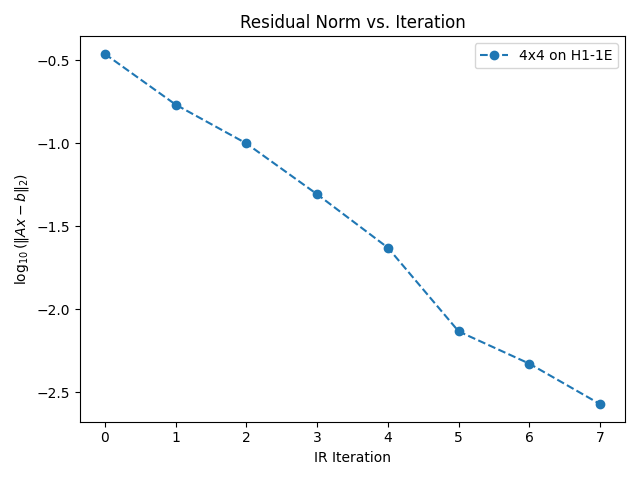 Residual Norm vs. Iteration
4x4 on H1-1E
−0.5
−1.0
−1.5
−2.0
−2.5
log₁₀(‖Ax − b‖₂)
0 1 2 3 4 5 6 7
IR Iteration